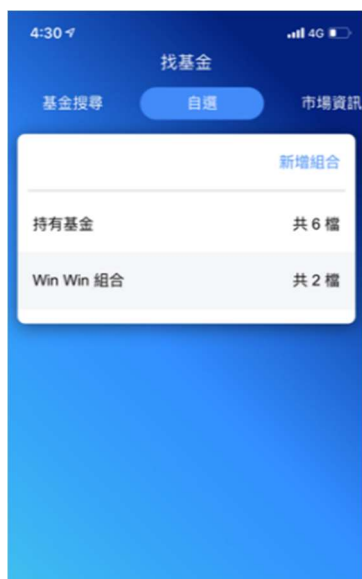 4:30 4G
找基金
基金搜尋 自選 市場資訊
新增組合
持有基金 共 6 檔
Win Win 組合 共 2 檔